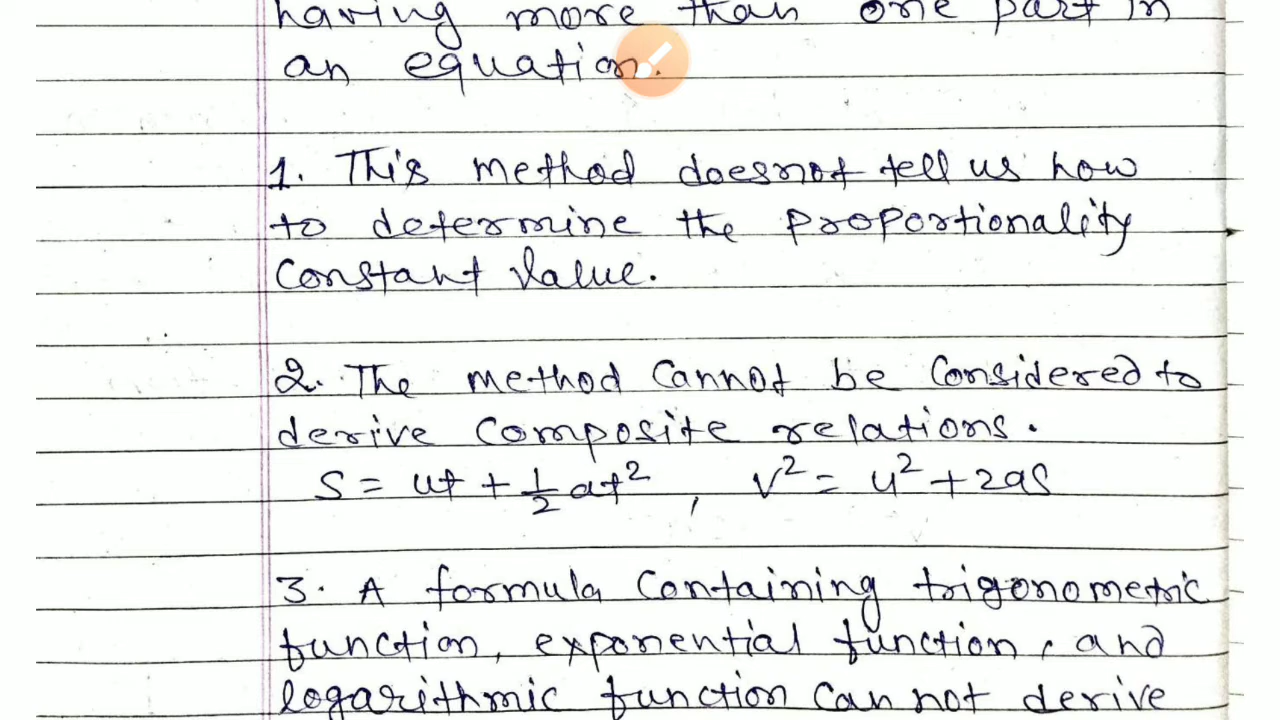 having more than one part in
an equation.
1. This method doesnot tell us how
to determine the proportionality
constant value.
2. The method cannot be considered to
derive composite relations.
S = ut + 1/2 at², v² = u² + 2as
3. A formula containing trigonometric
function, exponential function, and
logarithmic function can not derive